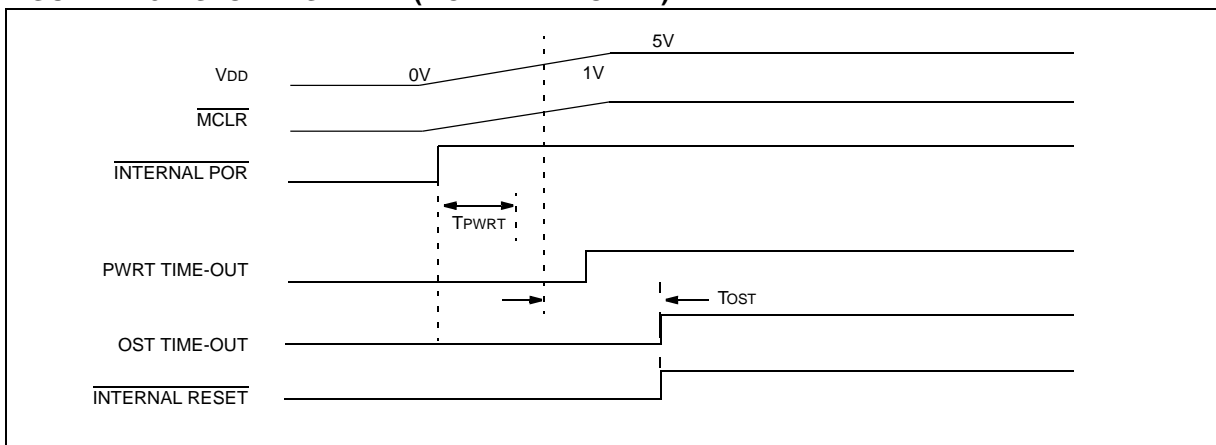 5V
VDD 0V 1V
MCLR
INTERNAL POR
TPWRT
PWRT TIME-OUT
TOST
OST TIME-OUT
INTERNAL RESET